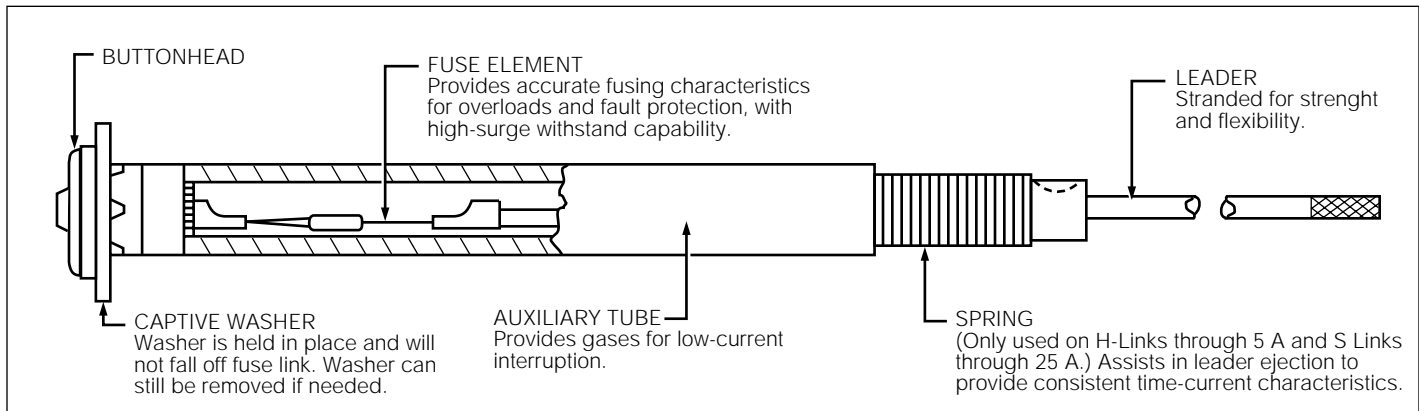 BUTTONHEAD
FUSE ELEMENT
Provides accurate fusing characteristics
for overloads and fault protection, with
high-surge withstand capability.
LEADER
Stranded for strenght
and flexibility.
CAPTIVE WASHER
Washer is held in place and will
not fall off fuse link. Washer can
still be removed if needed.
AUXILIARY TUBE
Provides gases for low-current
interruption.
SPRING
(Only used on H-Links through 5 A and S Links
through 25 A.) Assists in leader ejection to
provide consistent time-current characteristics.